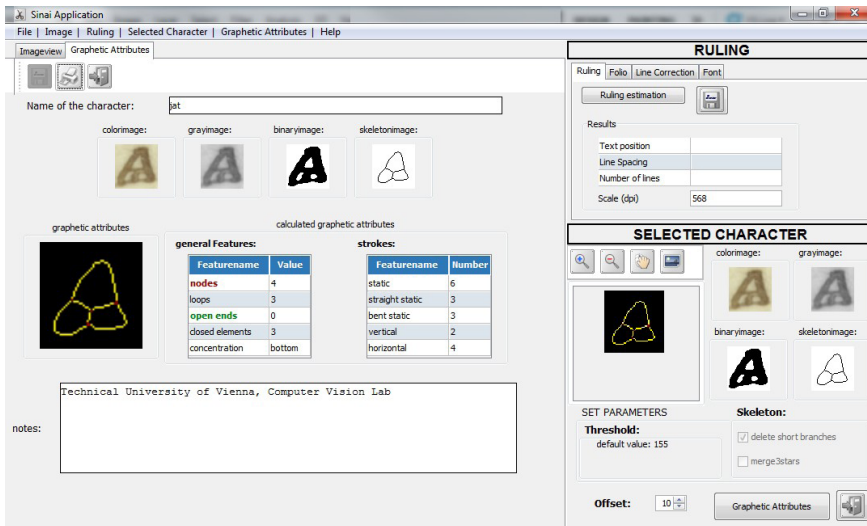 Sinai Application
File | Image | Ruling | Selected Character | Graphetic Attributes | Help
Imageview Graphetic Attributes
Name of the character: jat
colorimage: grayimage: binaryimage: skeletonimage:
graphetic attributes
calculated graphetic attributes
general Features:
Featurename Value
nodes 4
loops 3
open ends 0
closed elements 3
concentration bottom
strokes:
Featurename Number
static 6
straight static 3
bent static 3
vertical 2
horizontal 4
notes:
Technical University of Vienna, Computer Vision Lab
RULING
Ruling Folio Line Correction Font
Ruling estimation
Results
Text position
Line Spacing
Number of lines
Scale (dpi) 568
SELECTED CHARACTER
colorimage: grayimage:
binaryimage: skeletonimage:
SET PARAMETERS
Threshold:
default value: 155
Skeleton:
delete short branches
merge3stars
Offset: 10
Graphetic Attributes